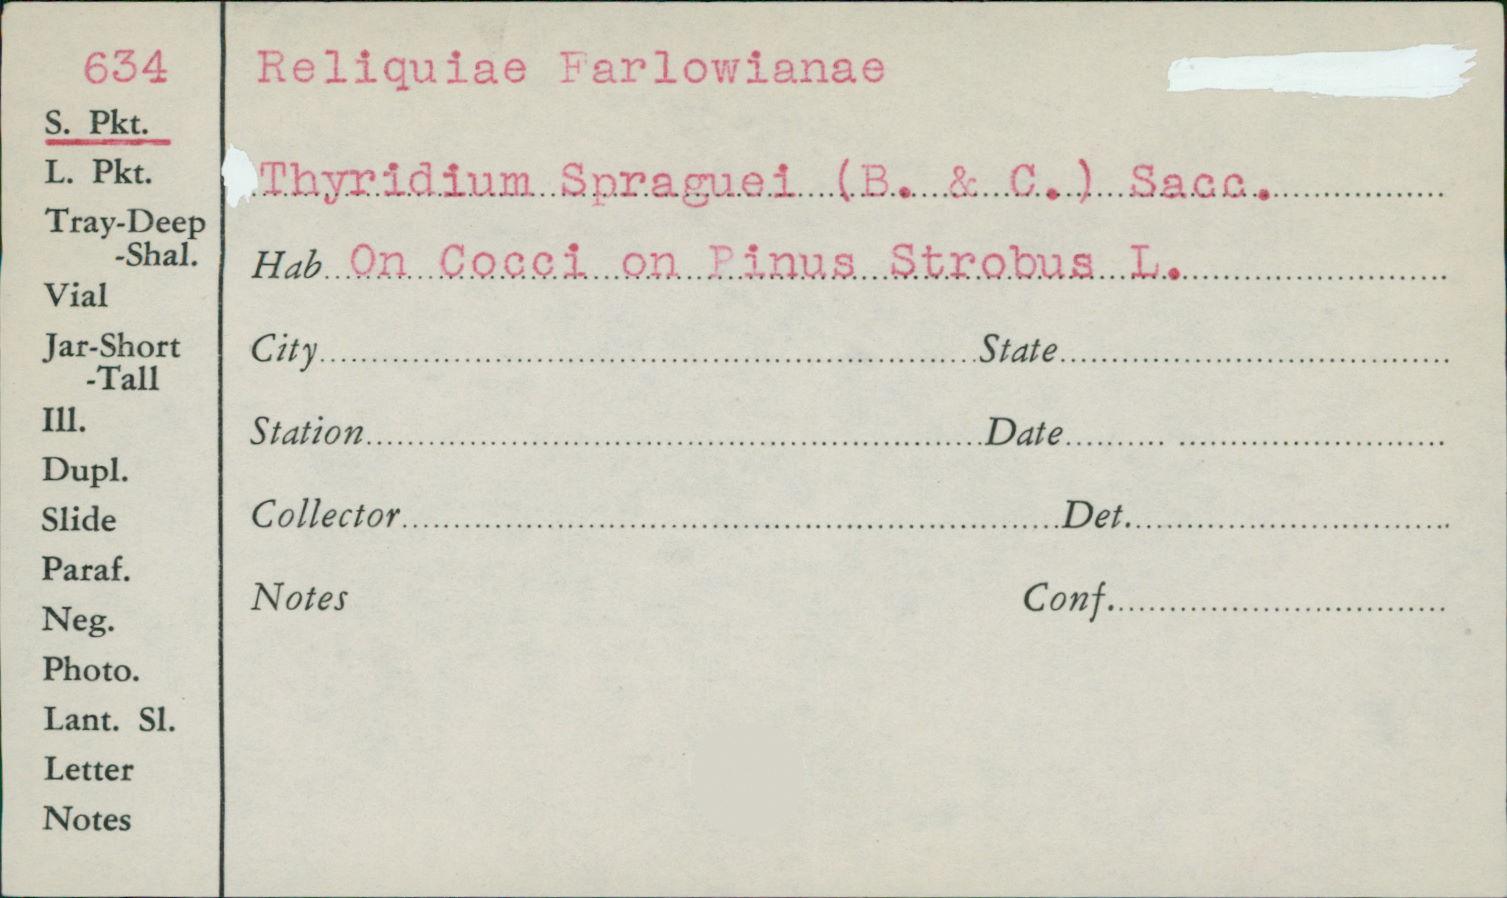 634
Reliquiae Farlowianae
S. Pkt.
L. Pkt.
Tray-Deep
-Shal.
Vial
Jar-Short
-Tall
Ill.
Dupl.
Slide
Paraf.
Neg.
Photo.
Lant. Sl.
Letter
Notes
Thyridium Spraguei (B. & C.) Sacc.
Hab On Cocci on Pinus Strobus L.
City State
Station Date
Collector Det.
Notes Conf.